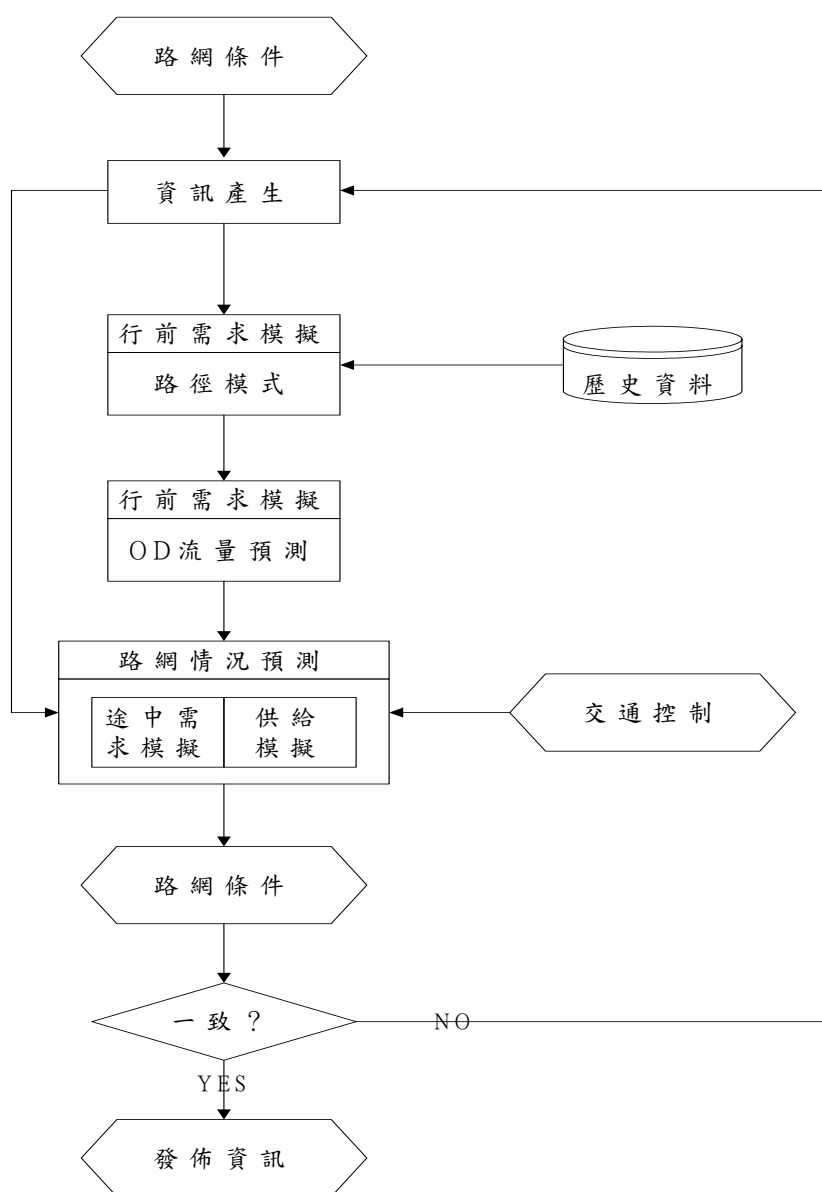 路網條件
資訊產生
行前需求模擬
路徑模式
歷史資料
行前需求模擬
OD流量預測
路網情況預測
途中需
求模擬
供給
模擬
交通控制
路網條件
一致?
NO
YES
發佈資訊